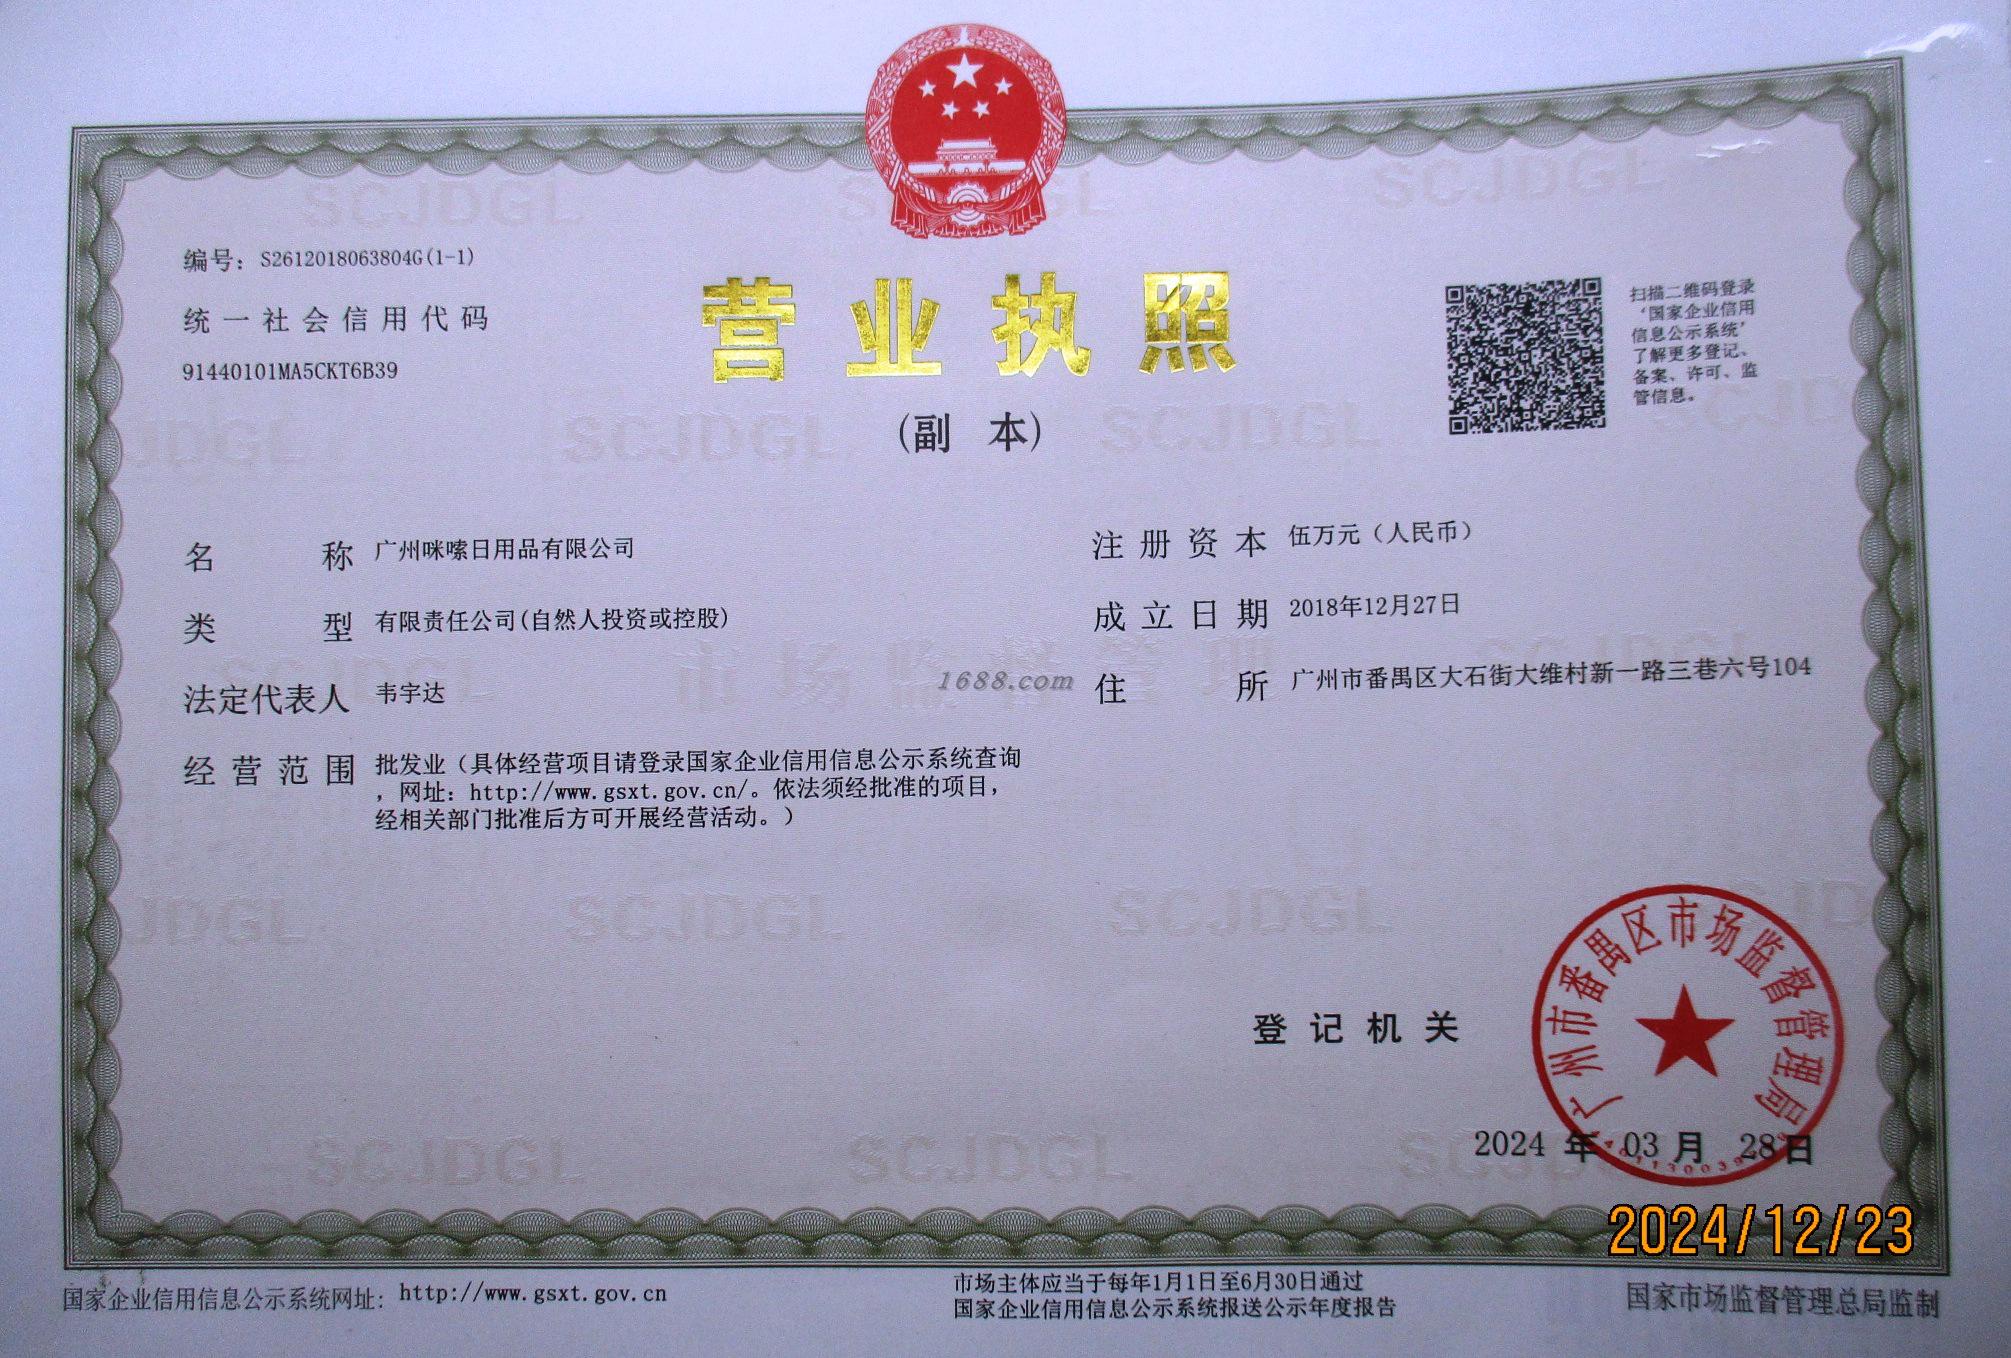 编号：S2612018063804G(1-1)
统一社会信用代码
91440101MA5CKT6B39
营业执照
(副 本)
扫描二维码登录
‘国家企业信用
信息公示系统’
了解更多登记、
备案、许可、监
管信息。
名 称 广州咪嗦日用品有限公司
类 型 有限责任公司(自然人投资或控股)
法定代表人 韦宇达
经营范围 批发业（具体经营项目请登录国家企业信用信息公示系统查询
，网址：http://www.gsxt.gov.cn/。依法须经批准的项目，
经相关部门批准后方可开展经营活动。）
注册资本 伍万元（人民币）
成立日期 2018年12月27日
住 所 广州市番禺区大石街大维村新一路三巷六号104
1688.com
市场监督管理
SCJDGL
登记机关
广州市番禺区市场监督管理局
2024 年 03 月 28日
2024/12/23
国家企业信用信息公示系统网址：http://www.gsxt.gov.cn
市场主体应当于每年1月1日至6月30日通过
国家企业信用信息公示系统报送公示年度报告
国家市场监督管理总局监制